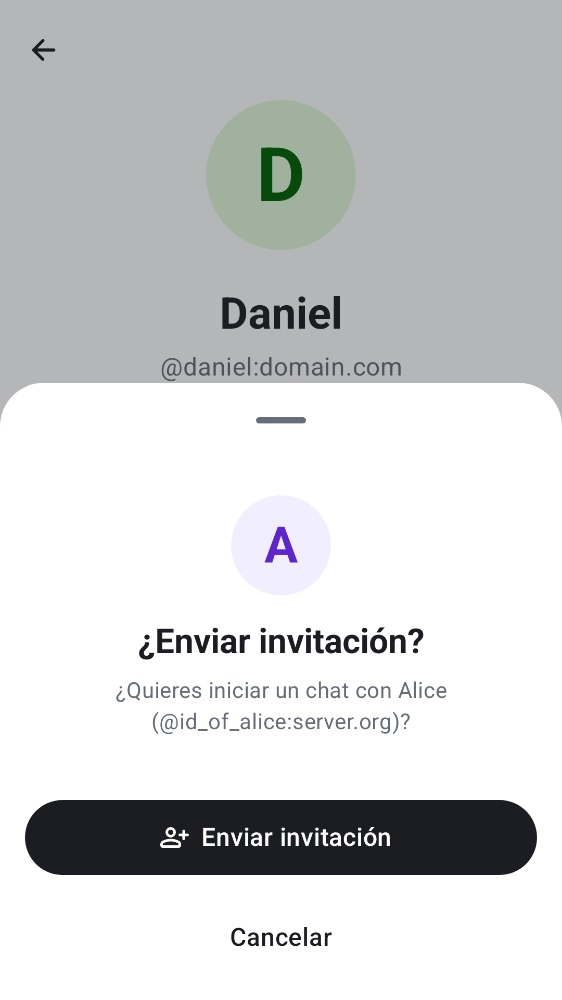 D
Daniel
@daniel:domain.com
A
¿Enviar invitación?
¿Quieres iniciar un chat con Alice
(@id_of_alice:server.org)?
Enviar invitación
Cancelar